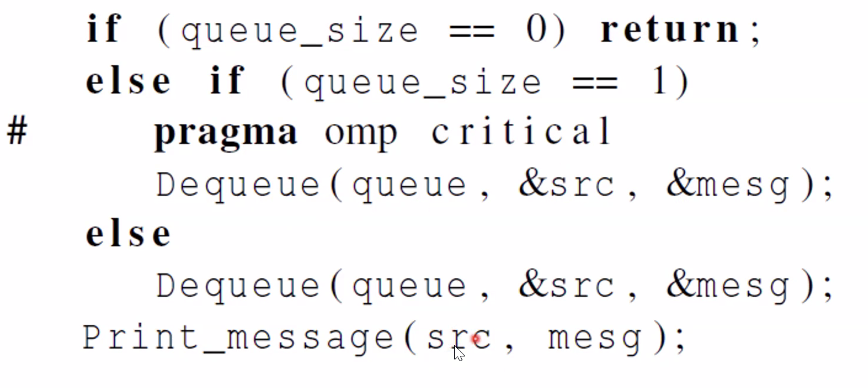 if (queue_size == 0) return;
else if (queue_size == 1)
# pragma omp critical
Dequeue(queue, &src, &mesg);
else
Dequeue(queue, &src, &mesg);
Print_message(src, mesg);